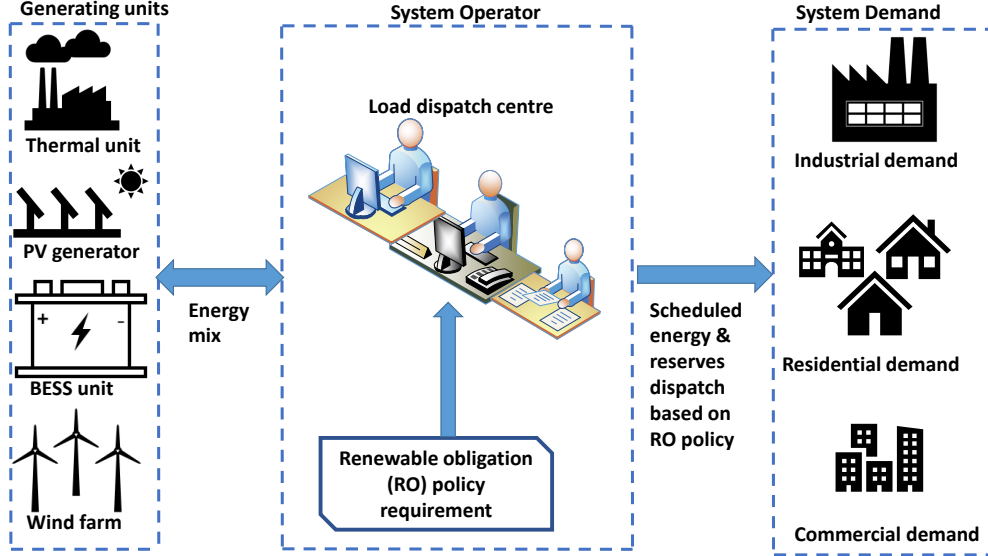 Generating units
Thermal unit
PV generator
+ -
BESS unit
Wind farm
Energy
mix
System Operator
Load dispatch centre
Renewable obligation
(RO) policy
requirement
Scheduled
energy &
reserves
dispatch
based on
RO policy
System Demand
Industrial demand
Residential demand
Commercial demand